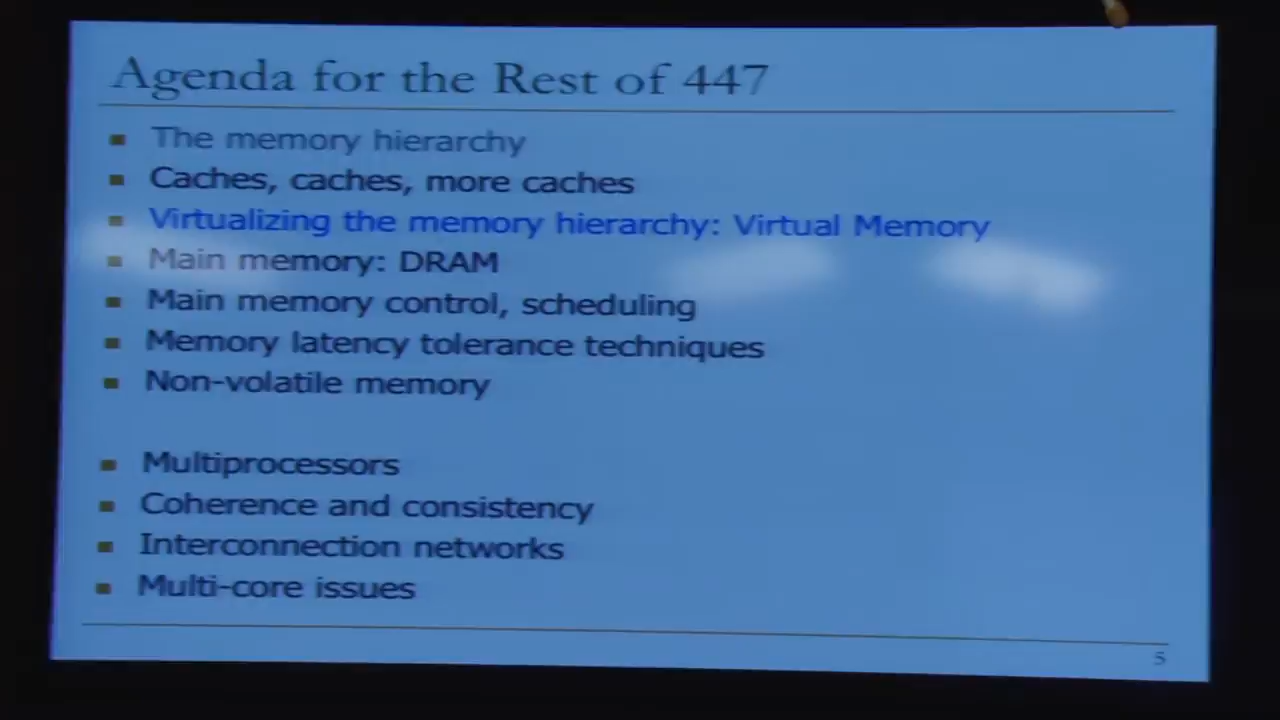 Agenda for the Rest of 447
The memory hierarchy
Caches, caches, more caches
Virtualizing the memory hierarchy: Virtual Memory
Main memory: DRAM
Main memory control, scheduling
Memory latency tolerance techniques
Non-volatile memory
Multiprocessors
Coherence and consistency
Interconnection networks
Multi-core issues
5